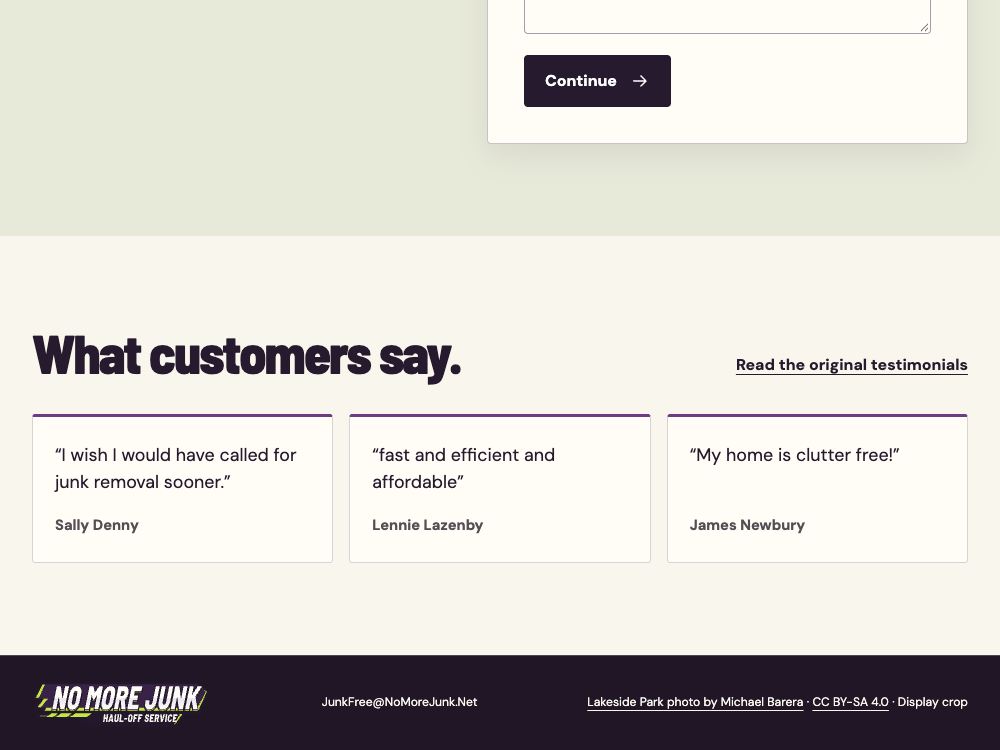 Continue →
What customers say.
Read the original testimonials
“I wish I would have called for
junk removal sooner.”
Sally Denny
“fast and efficient and
affordable”
Lennie Lazenby
“My home is clutter free!”
James Newbury
NO MORE JUNK
HAUL-OFF SERVICE
JunkFree@NoMoreJunk.Net
Lakeside Park photo by Michael Barera · CC BY-SA 4.0 · Display crop